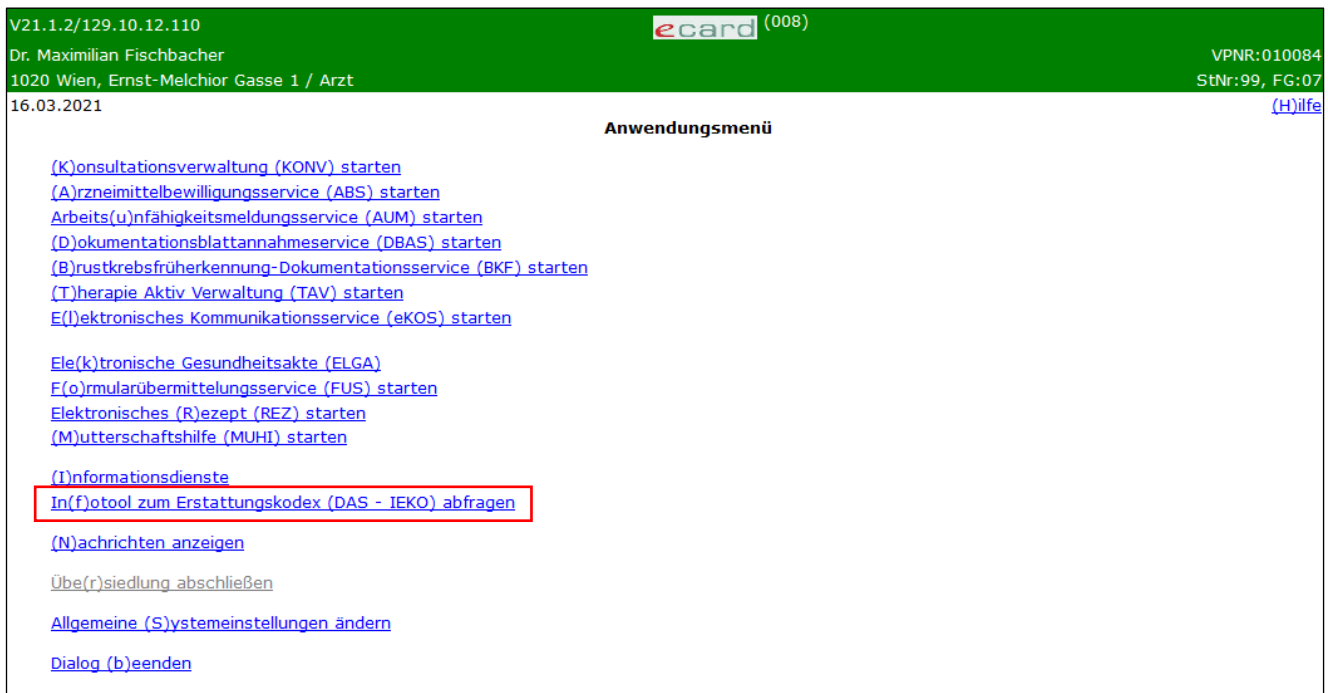 V21.1.2/129.10.12.110
ecard (008)
Dr. Maximilian Fischbacher
VPNR:010084
1020 Wien, Ernst-Melchior Gasse 1 / Arzt
StNr:99, FG:07
16.03.2021
(H)ilfe
Anwendungsmenü
(K)onsultationsverwaltung (KONV) starten
(A)rzneimittelbewilligungsservice (ABS) starten
Arbeits(u)nfähigkeitsmeldungsservice (AUM) starten
(D)okumentationsblattannahmeservice (DBAS) starten
(B)rustkrebsfrüherkennung-Dokumentationsservice (BKF) starten
(T)herapie Aktiv Verwaltung (TAV) starten
E(l)ektronisches Kommunikationsservice (eKOS) starten
Ele(k)tronische Gesundheitsakte (ELGA)
F(o)rmularübermittelungsservice (FUS) starten
Elektronisches (R)ezept (REZ) starten
(M)utterschaftshilfe (MUHI) starten
(I)nformationsdienste
In(f)otool zum Erstattungskodex (DAS - IEKO) abfragen
(N)achrichten anzeigen
Übe(r)siedlung abschließen
Allgemeine (S)ystemeinstellungen ändern
Dialog (b)eenden